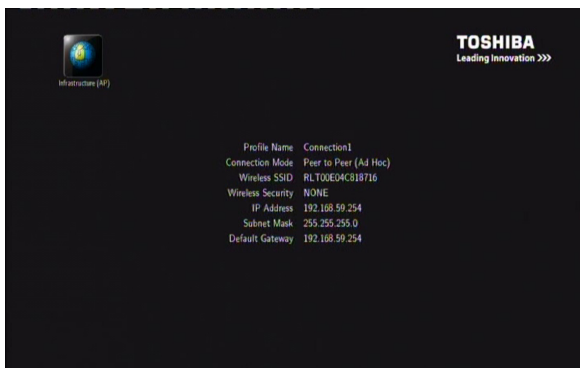 TOSHIBA
Leading Innovation >>>
Infrastructure (AP)
Profile Name Connection1
Connection Mode Peer to Peer (Ad Hoc)
Wireless SSID RLT00E04C818716
Wireless Security NONE
IP Address 192.168.59.254
Subnet Mask 255.255.255.0
Default Gateway 192.168.59.254